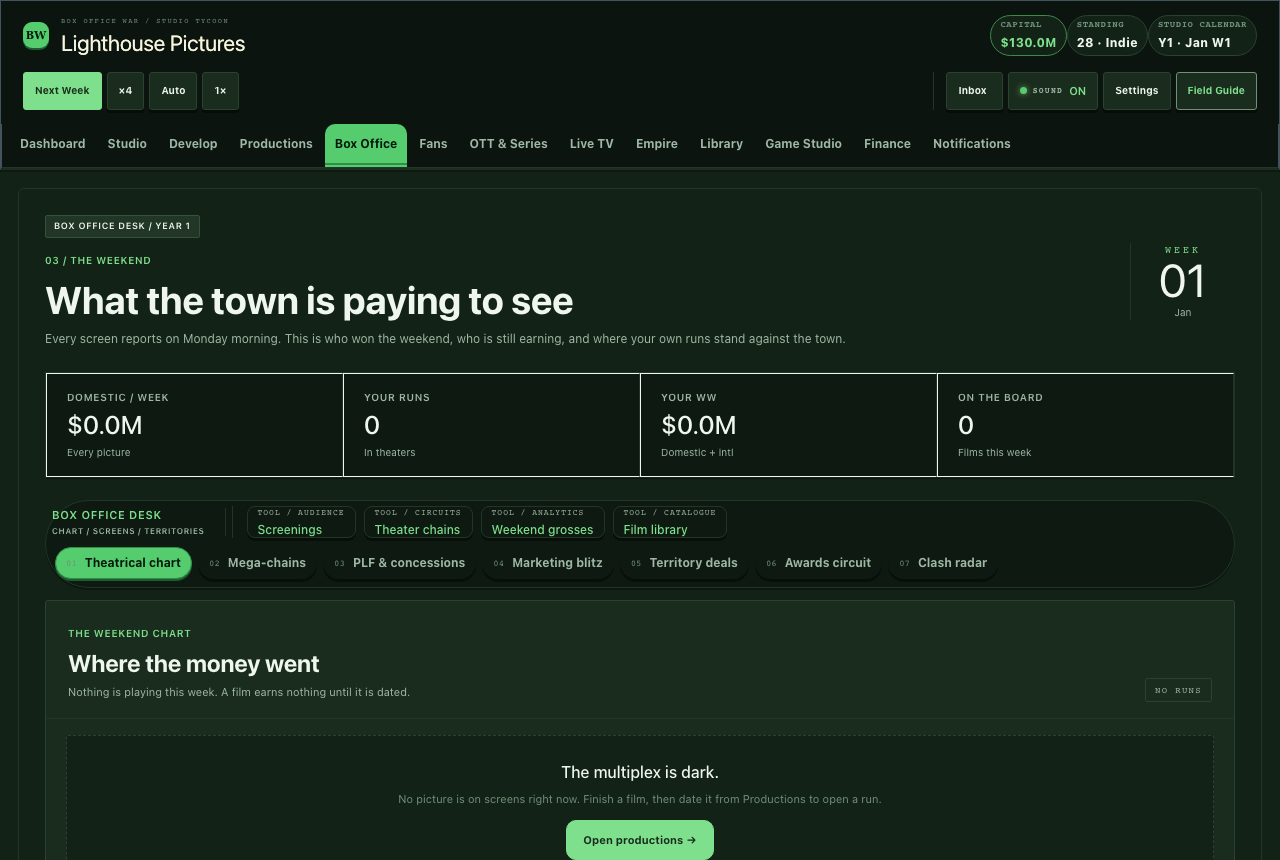 BW
BOX OFFICE WAR / STUDIO TYCOON
Lighthouse Pictures
CAPITAL
$130.0M
STANDING
28 · Indie
STUDIO CALENDAR
Y1 · Jan W1
Next Week
×4
Auto
1×
Inbox
SOUND ON
Settings
Field Guide
Dashboard
Studio
Develop
Productions
Box Office
Fans
OTT & Series
Live TV
Empire
Library
Game Studio
Finance
Notifications
BOX OFFICE DESK / YEAR 1
03 / THE WEEKEND
What the town is paying to see
Every screen reports on Monday morning. This is who won the weekend, who is still earning, and where your own runs stand against the town.
WEEK
01
Jan
DOMESTIC / WEEK
$0.0M
Every picture
YOUR RUNS
0
In theaters
YOUR WW
$0.0M
Domestic + intl
ON THE BOARD
0
Films this week
BOX OFFICE DESK
CHART / SCREENS / TERRITORIES
TOOL / AUDIENCE
Screenings
TOOL / CIRCUITS
Theater chains
TOOL / ANALYTICS
Weekend grosses
TOOL / CATALOGUE
Film library
01 Theatrical chart
02 Mega-chains
03 PLF & concessions
04 Marketing blitz
05 Territory deals
06 Awards circuit
07 Clash radar
THE WEEKEND CHART
Where the money went
Nothing is playing this week. A film earns nothing until it is dated.
NO RUNS
The multiplex is dark.
No picture is on screens right now. Finish a film, then date it from Productions to open a run.
Open productions →